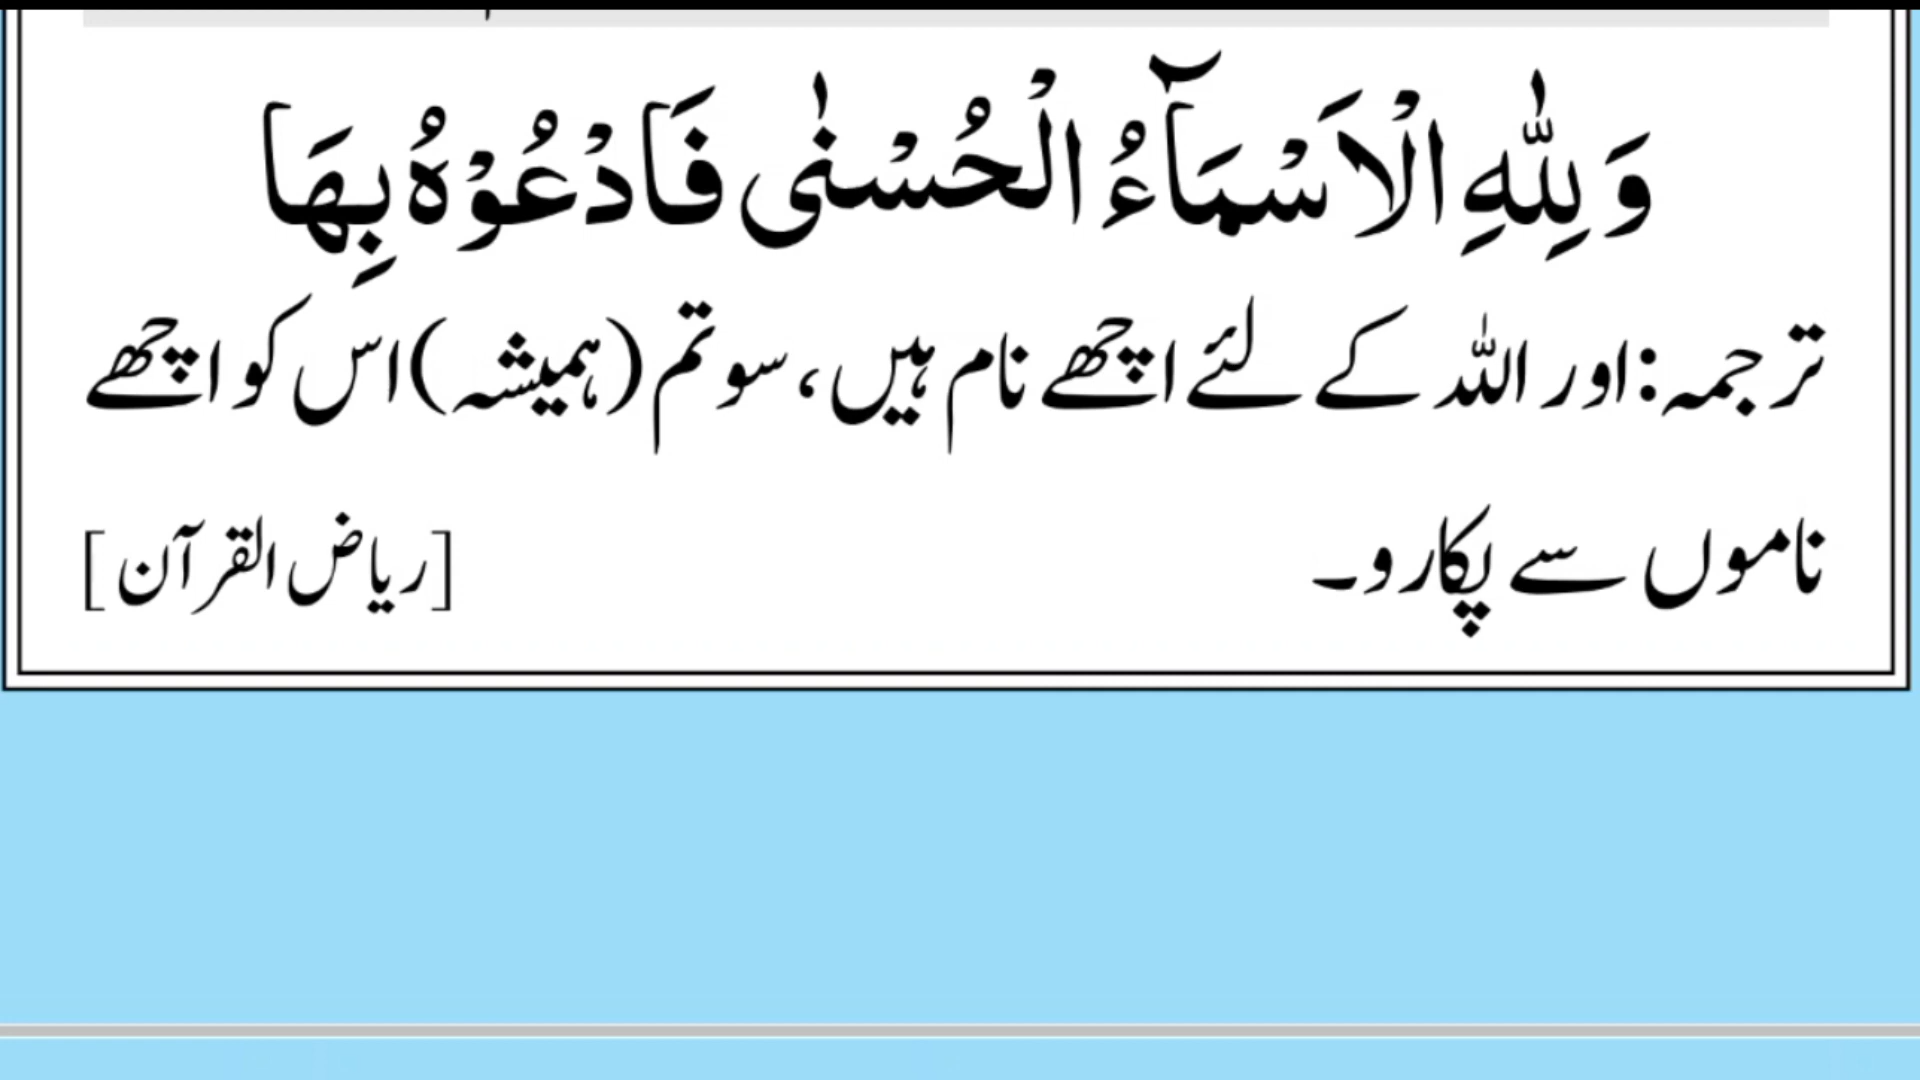 وَ لِلّٰهِ الْاَسْمَآءُ الْحُسْنٰى فَادْعُوْهُ بِهَا
ترجمہ: اور اللہ کے لئے اچھے نام ہیں، سو تم (ہمیشہ) اس کو اچھے
ناموں سے پکارو۔ [ریاض القرآن]